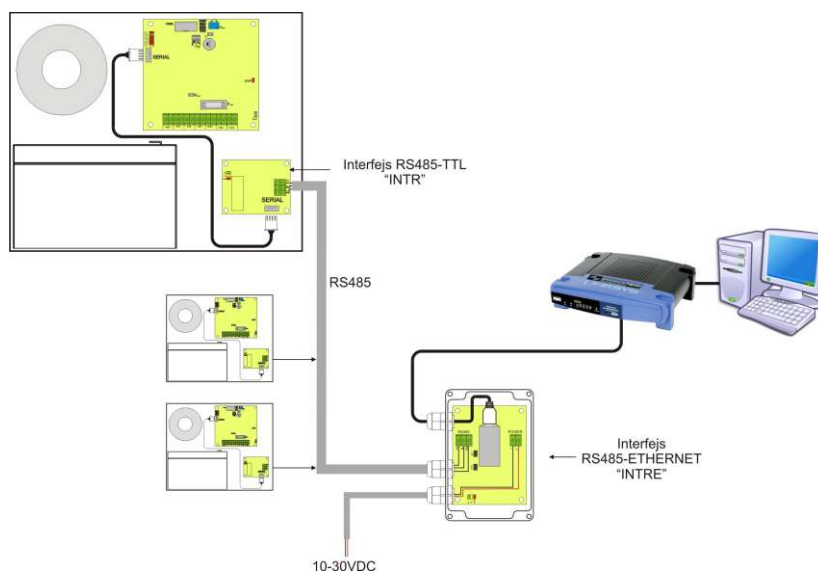 SERIAL
Interfejs RS485-TTL
“INTR”
SERIAL
RS485
Interfejs
RS485-ETHERNET
“INTRE”
10-30VDC